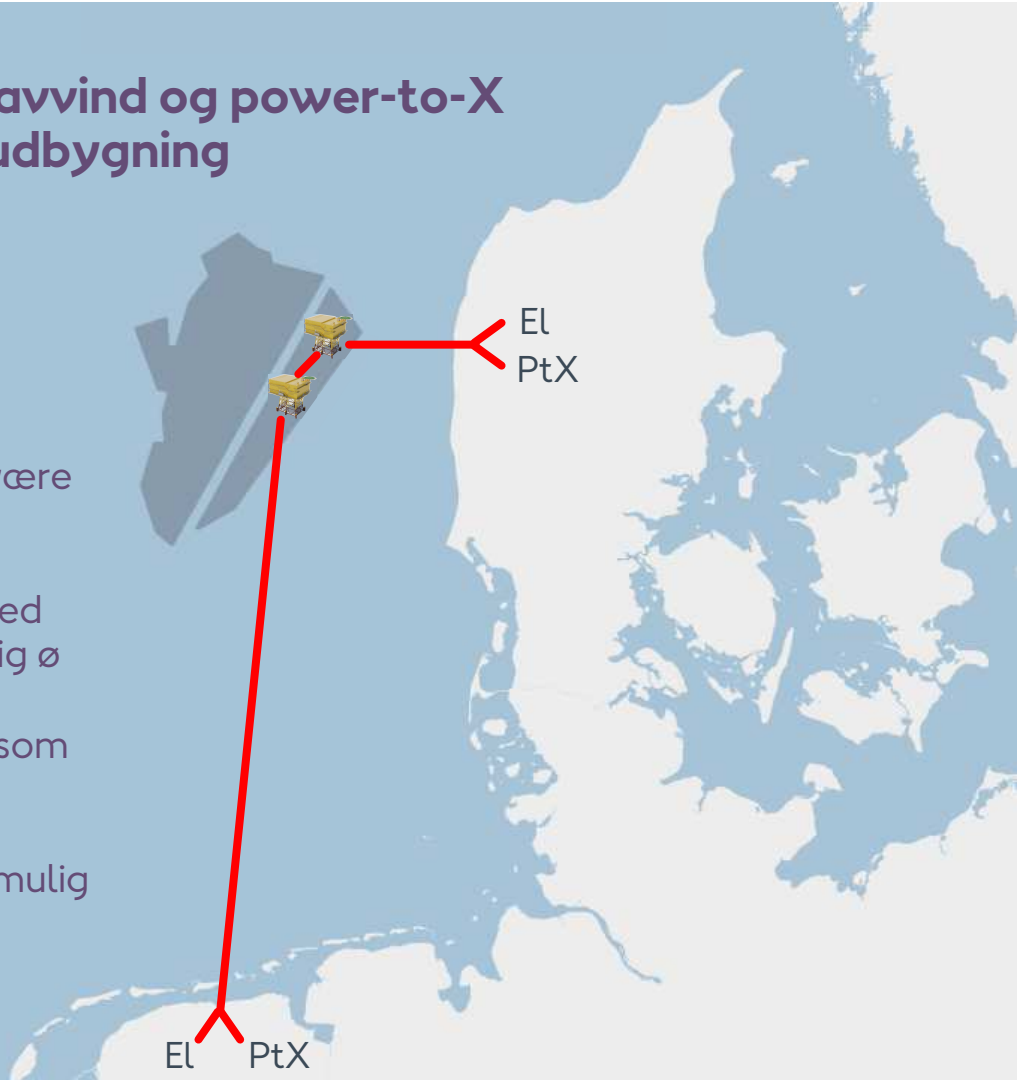 avvind og power-to-X
udbygning
El
PtX
ære
ed
ig ø
som
mulig
El PtX